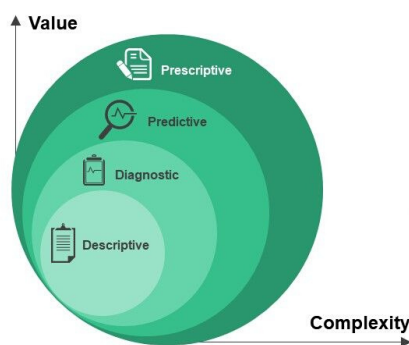 Value
Prescriptive
Predictive
Diagnostic
Descriptive
Complexity